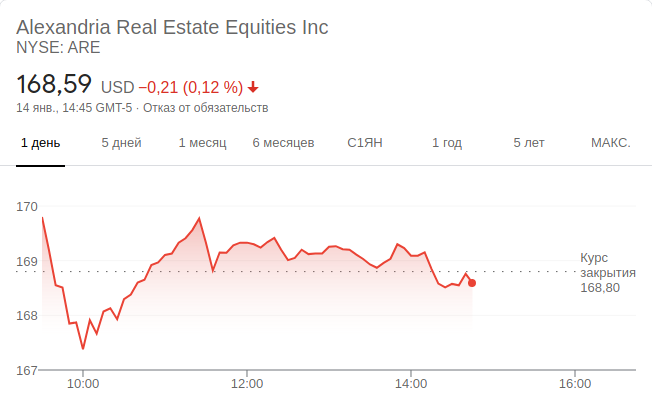 Alexandria Real Estate Equities Inc
NYSE: ARE
168,59 USD −0,21 (0,12 %)
14 янв., 14:45 GMT-5 · Отказ от обязательств
1 день 5 дней 1 месяц 6 месяцев С1ЯН 1 год 5 лет МАКС.
170
169
168
167
Курс
закрытия
168,80
10:00 12:00 14:00 16:00